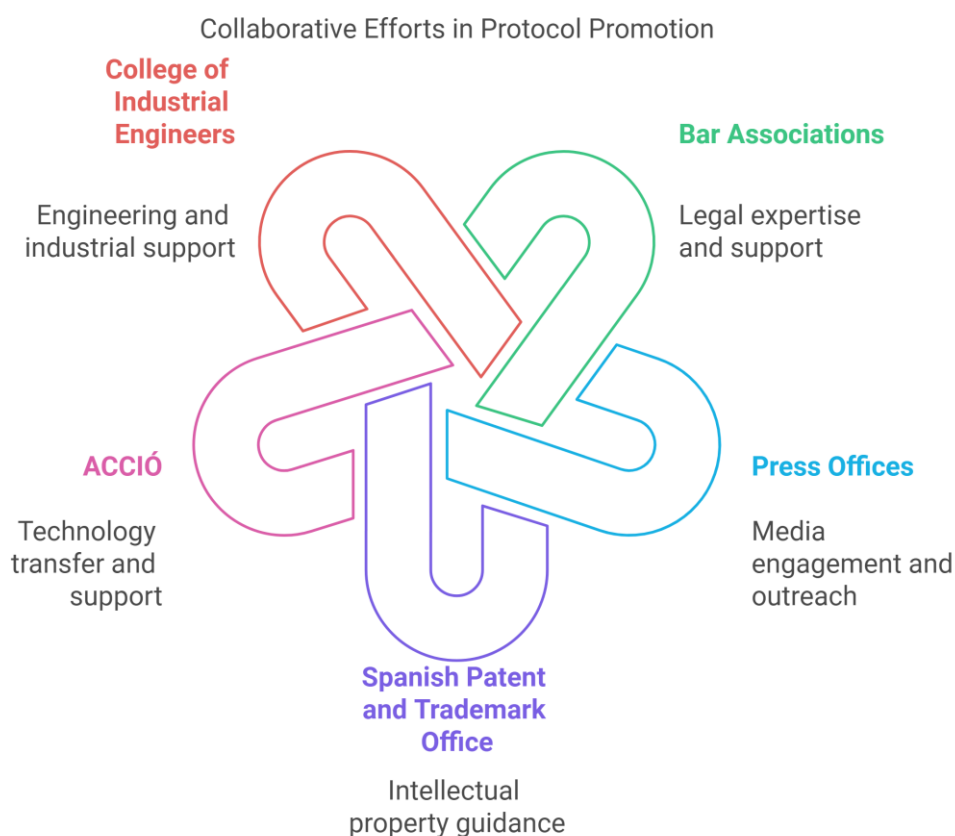 Collaborative Efforts in Protocol Promotion
College of
Industrial
Engineers
Engineering and
industrial support
Bar Associations
Legal expertise
and support
ACCIÓ
Technology
transfer and
support
Press Offices
Media
engagement and
outreach
Spanish Patent
and Trademark
Office
Intellectual
property guidance